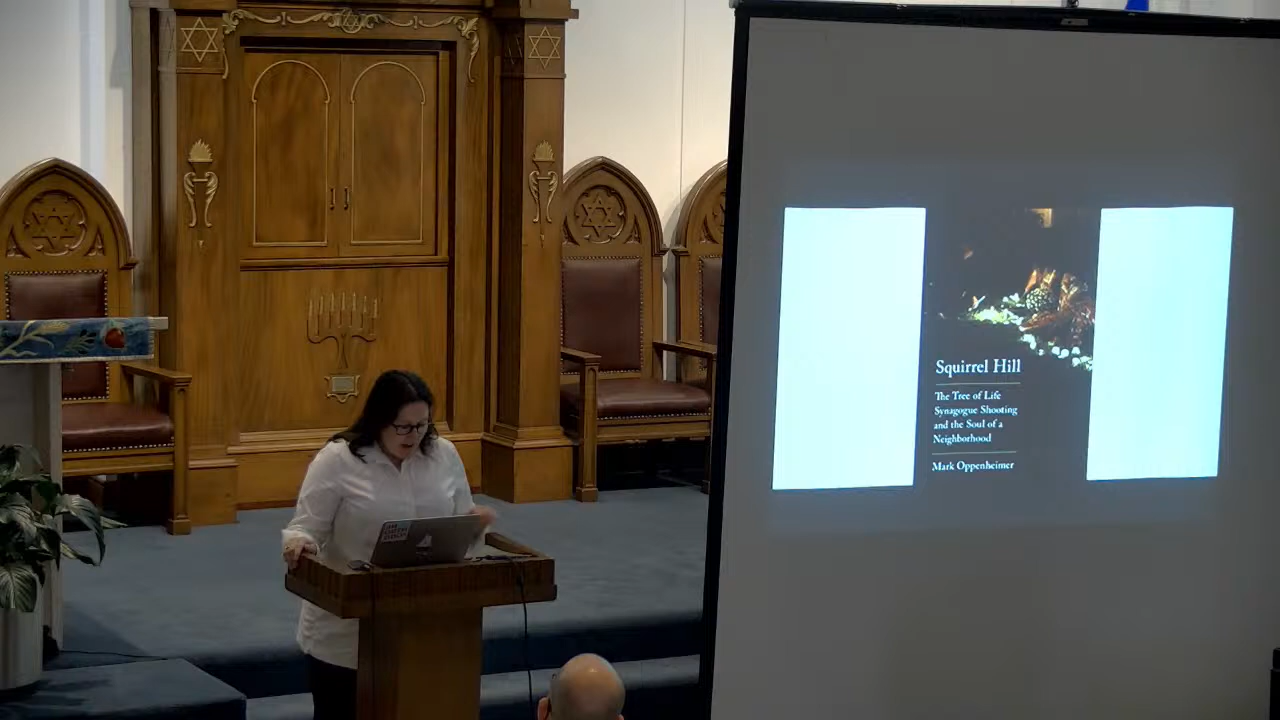 Squirrel Hill
The Tree of Life
Synagogue Shooting
and the Soul of a
Neighborhood
Mark Oppenheimer